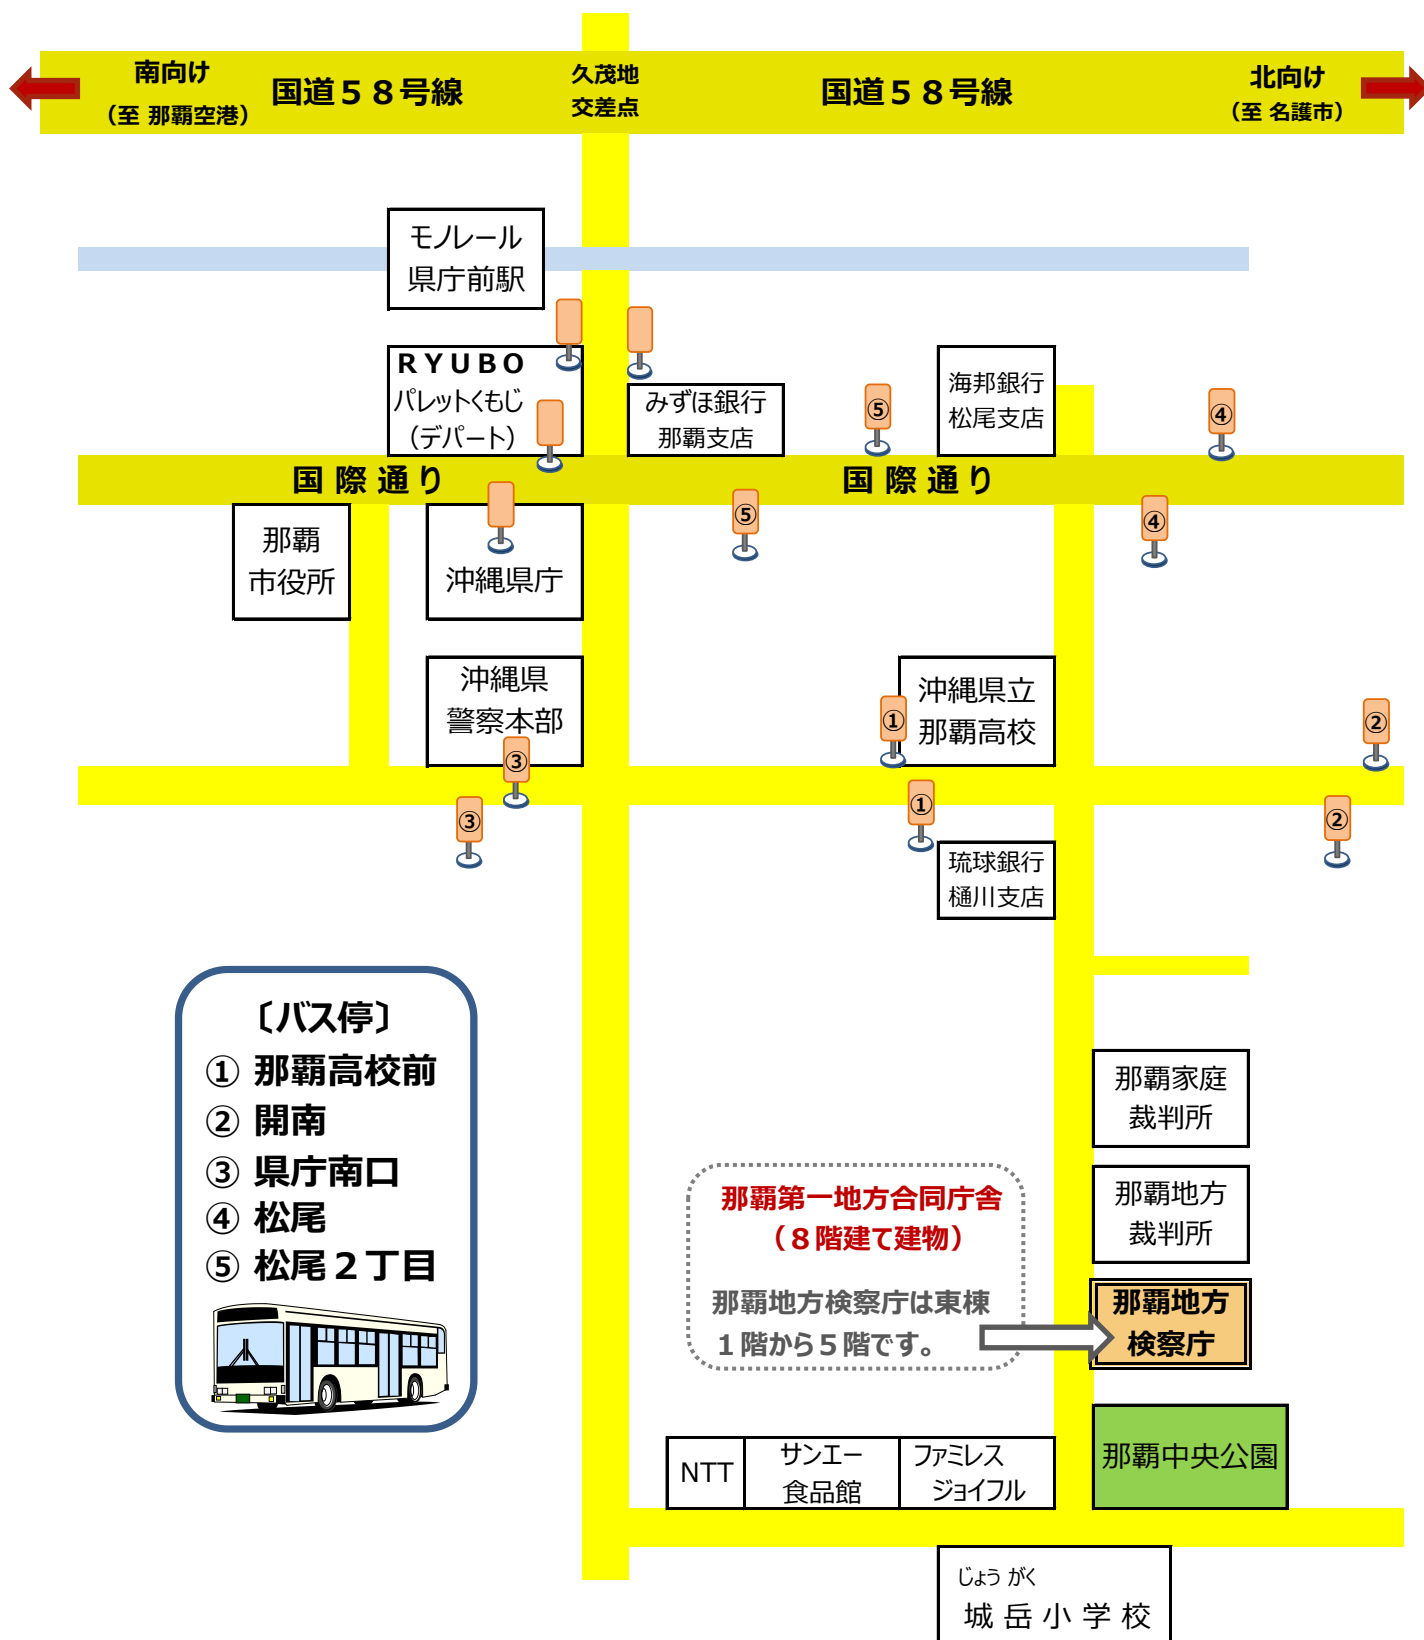 南向け
（至 那覇空港）
国道５８号線
久茂地
交差点
国道５８号線
北向け
（至 名護市）
モノレール
県庁前駅
ＲＹＵＢＯ
パレットくもじ
（デパート）
みずほ銀行
那覇支店
⑤
海邦銀行
松尾支店
④
国 際 通 り
国 際 通 り
那覇
市役所
沖縄県庁
⑤
④
沖縄県
警察本部
③
①
沖縄県立
那覇高校
②
③
①
②
琉球銀行
樋川支店
〔バス停〕
① 那覇高校前
② 開南
③ 県庁南口
④ 松尾
⑤ 松尾２丁目
那覇家庭
裁判所
那覇地方
裁判所
那覇第一地方合同庁舎
（８階建て建物）
那覇地方検察庁は東棟
１階から５階です。
那覇地方
検察庁
NTT
サンエー
食品館
ファミレス
ジョイフル
那覇中央公園
じょう がく
城 岳 小 学 校